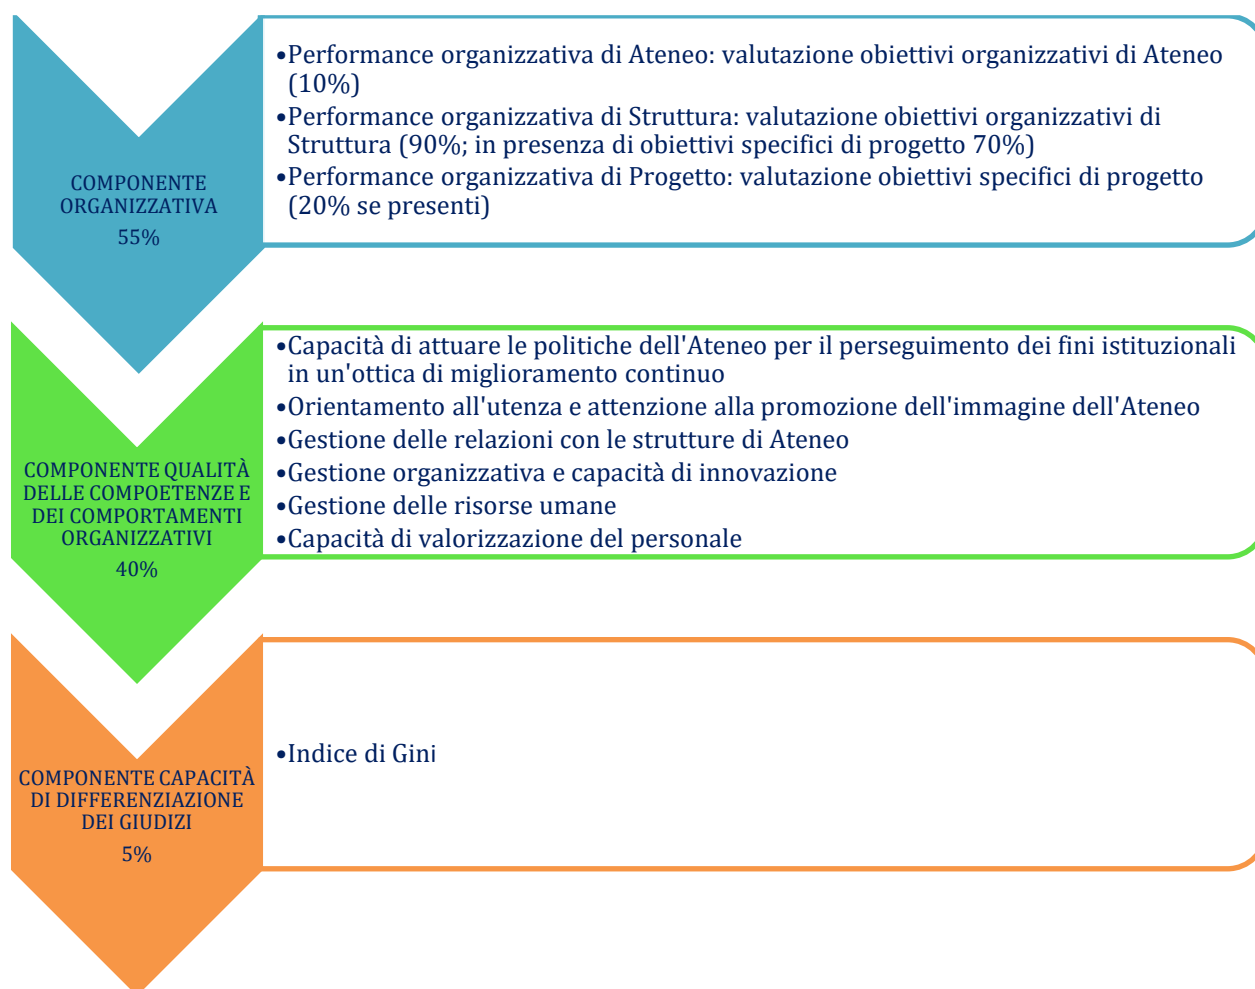 COMPONENTE
ORGANIZZATIVA
55%
•Performance organizzativa di Ateneo: valutazione obiettivi organizzativi di Ateneo
(10%)
•Performance organizzativa di Struttura: valutazione obiettivi organizzativi di
Struttura (90%; in presenza di obiettivi specifici di progetto 70%)
•Performance organizzativa di Progetto: valutazione obiettivi specifici di progetto
(20% se presenti)
COMPONENTE QUALITÀ
DELLE COMPOETENZE E
DEI COMPORTAMENTI
ORGANIZZATIVI
40%
•Capacità di attuare le politiche dell'Ateneo per il perseguimento dei fini istituzionali
in un'ottica di miglioramento continuo
•Orientamento all'utenza e attenzione alla promozione dell'immagine dell'Ateneo
•Gestione delle relazioni con le strutture di Ateneo
•Gestione organizzativa e capacità di innovazione
•Gestione delle risorse umane
•Capacità di valorizzazione del personale
COMPONENTE CAPACITÀ
DI DIFFERENZIAZIONE
DEI GIUDIZI
5%
•Indice di Gini